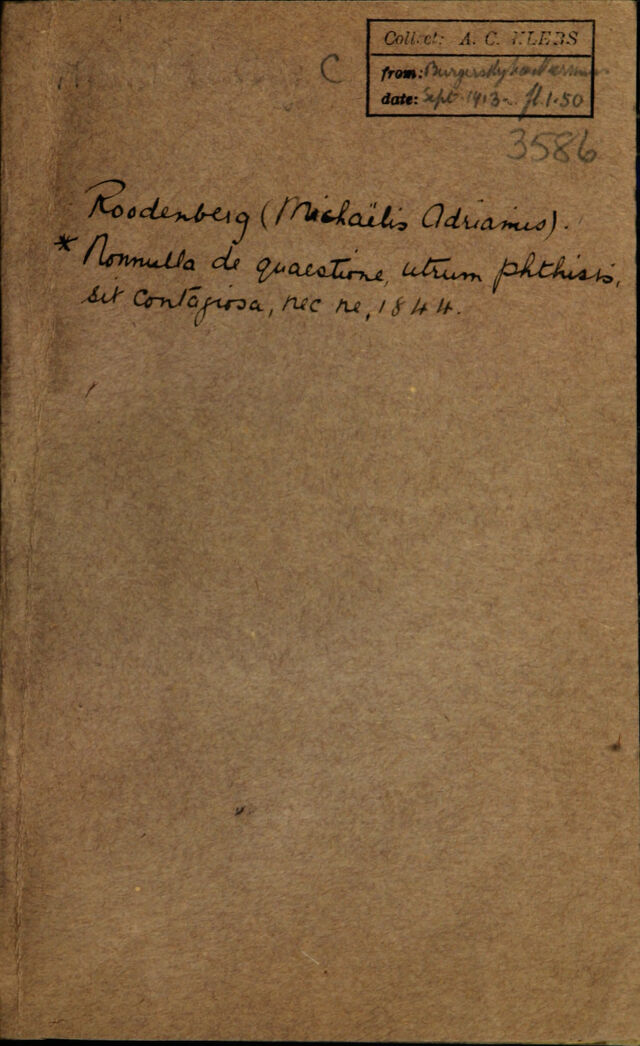 Collect: A. C. KLEBS
from:
date: Sept 1913 - fl. 1.50
C
3586
Roodenberg (Michaëlis Adrianus).
* Nonnulla de quaestione, utrum phthisis,
sit contagiosa, nec ne, 1844.